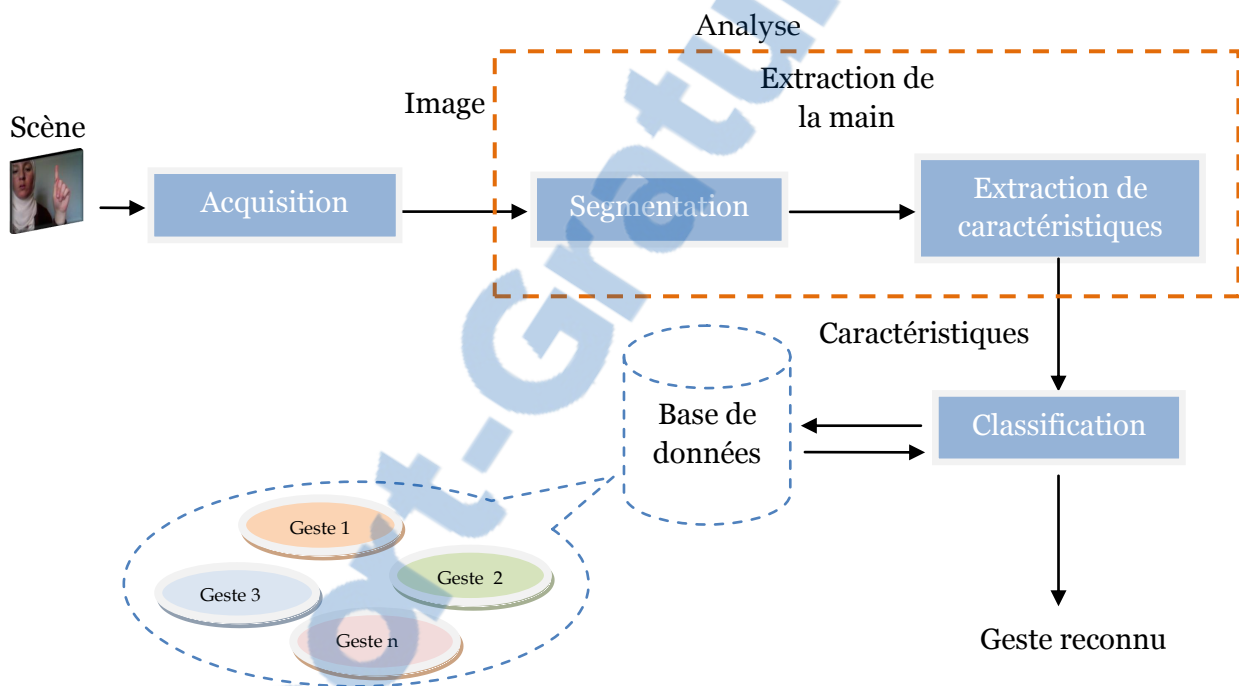 Analyse
Extraction de
la main
Image
Scène
Acquisition
Segmentation
Extraction de
caractéristiques
Caractéristiques
Base de
données
Classification
Geste 1
Geste 2
Geste 3
Geste n
Geste reconnu